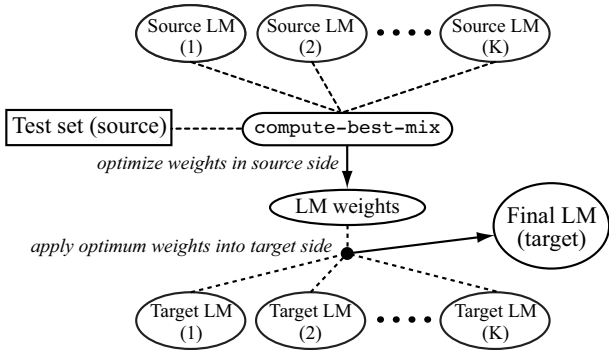 Source LM
(1)
Source LM
(2)
Source LM
(K)
Test set (source)
compute-best-mix
optimize weights in source side
LM weights
Final LM
(target)
apply optimum weights into target side
Target LM
(1)
Target LM
(2)
Target LM
(K)